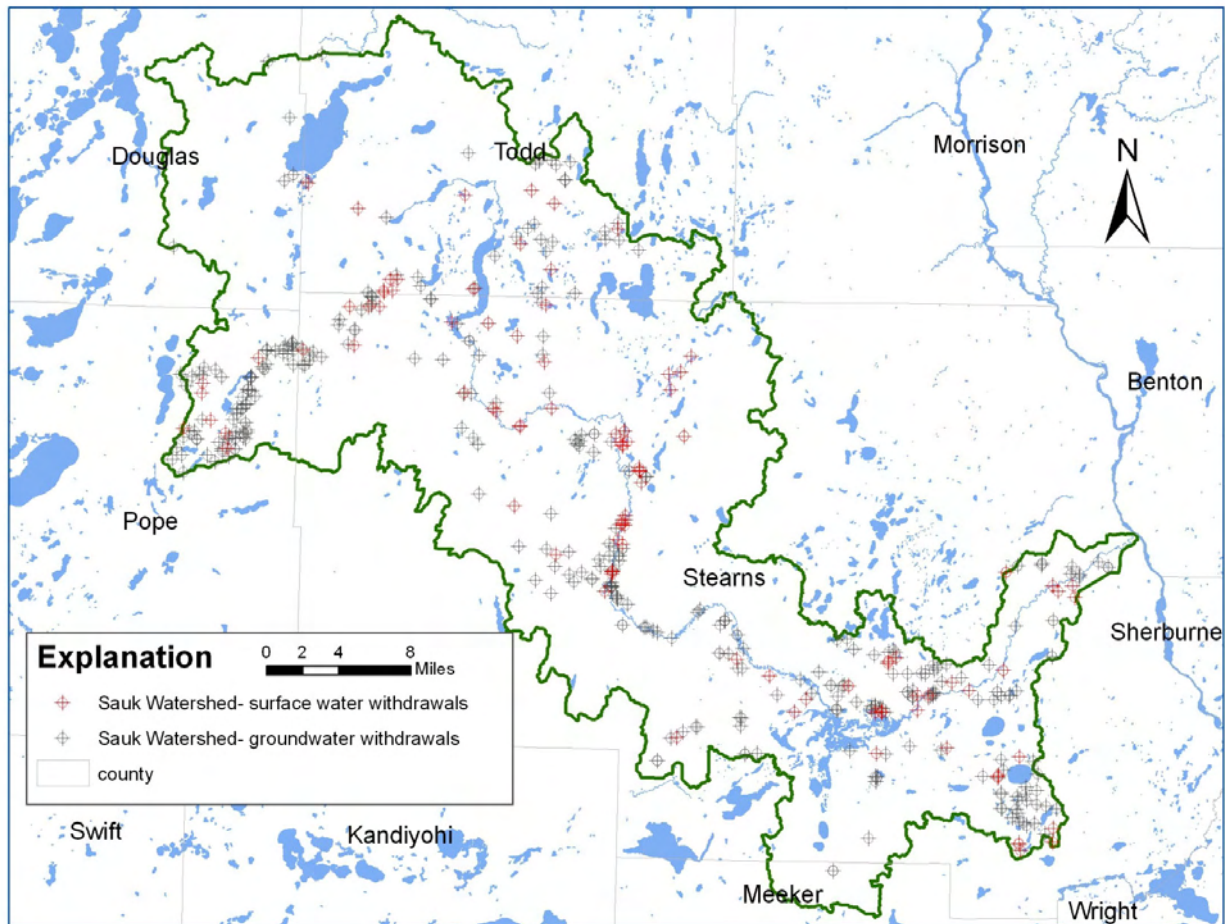 Morrison
N
Douglas
Todd
Benton
Pope
Stearns
Sherburne
Explanation
0 2 4 8
Miles
Sauk Watershed- surface water withdrawals
Sauk Watershed- groundwater withdrawals
county
Swift
Kandiyohi
Meeker
Wright